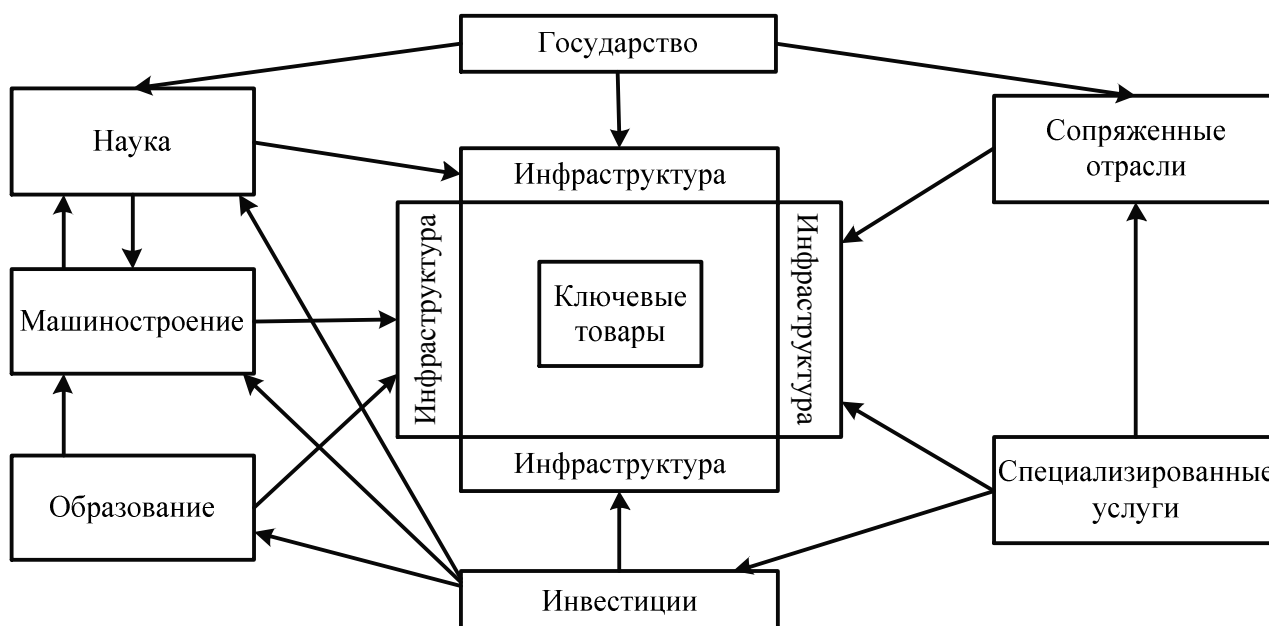 Государство
Наука
Сопряженные
отрасли
Инфраструктура
Инфраструктура
Ключевые
товары
Инфраструктура
Машиностроение
Инфраструктура
Образование
Специализированные
услуги
Инвестиции